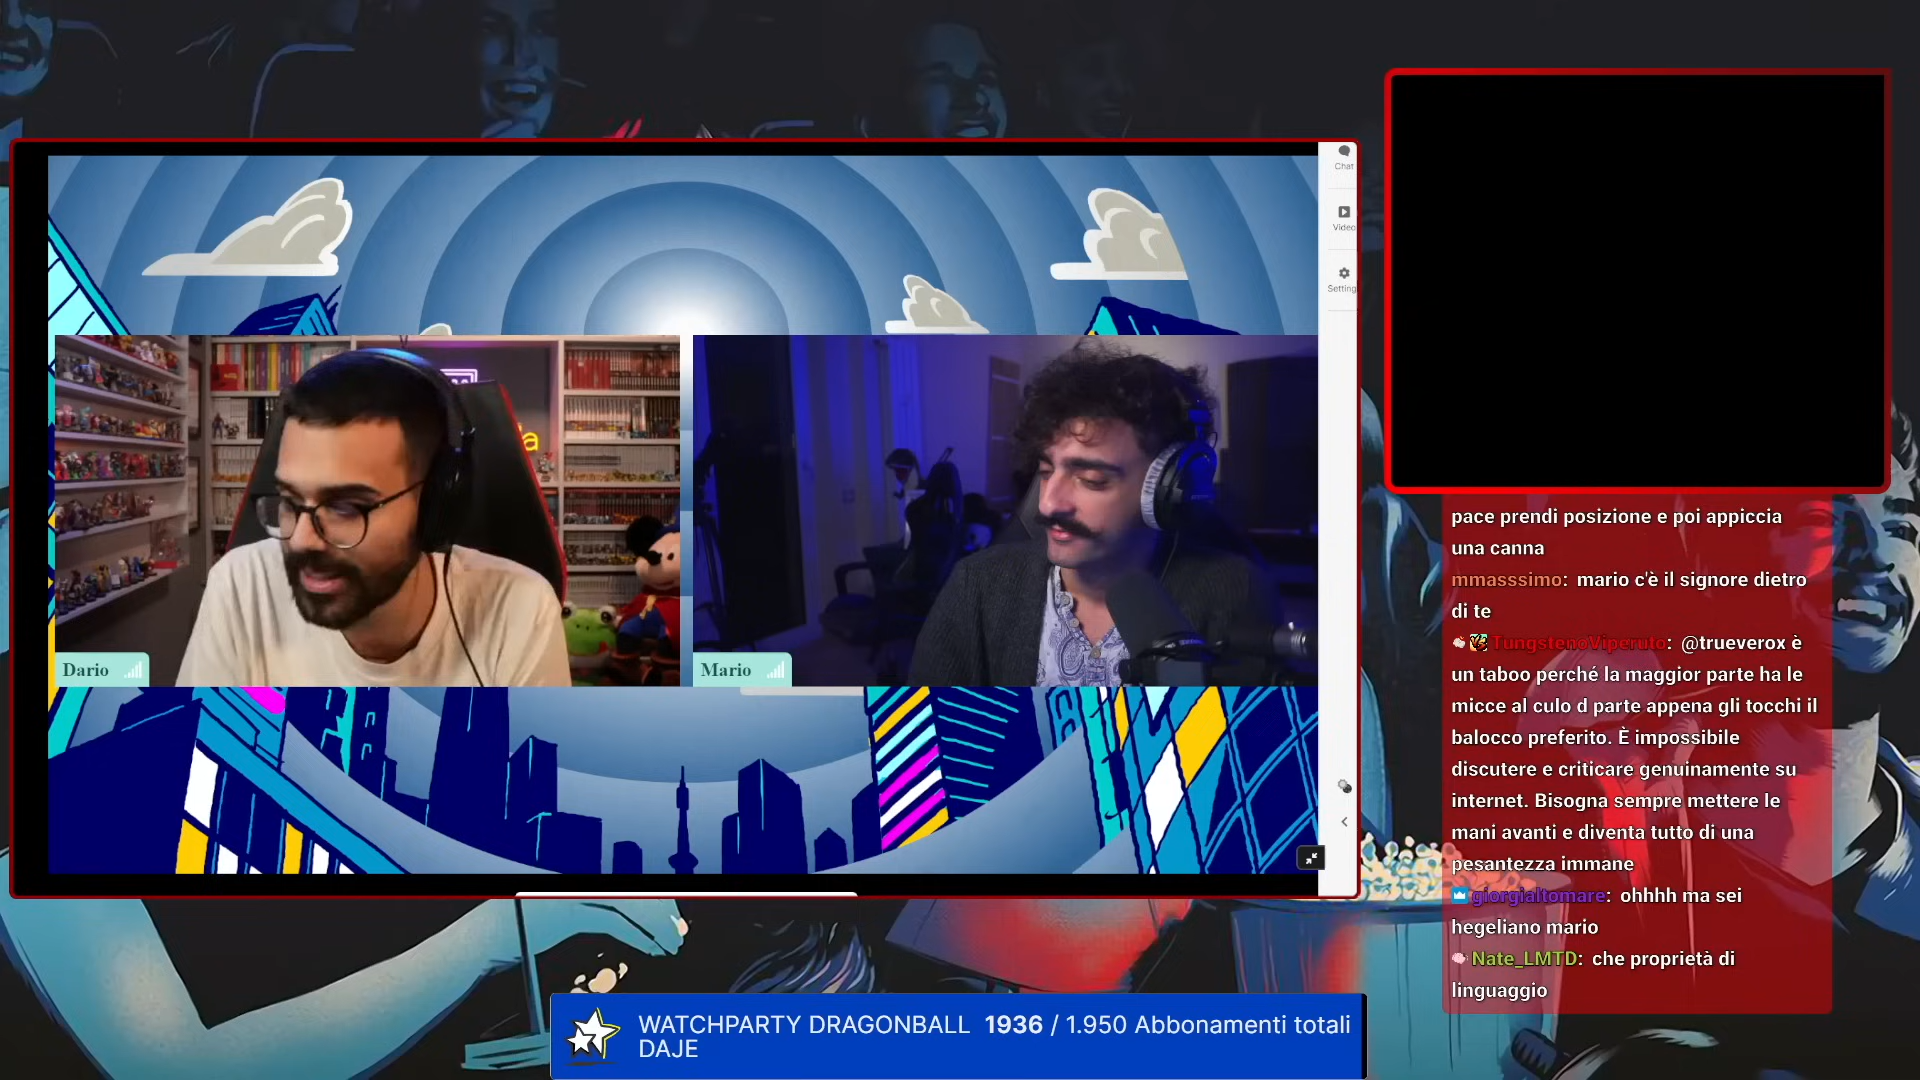 Chat
Video
Setting
Dario
Mario
pace prendi posizione e poi appiccia
una canna
mmasssimo: mario c'è il signore dietro
di te
TungstenoViperuto: @trueverox è
un taboo perché la maggior parte ha le
micce al culo d parte appena gli tocchi il
balocco preferito. È impossibile
discutere e criticare genuinamente su
internet. Bisogna sempre mettere le
mani avanti e diventa tutto di una
pesantezza immane
giorgialtomare: ohhhh ma sei
hegeliano mario
Nate_LMTD: che proprietà di
linguaggio
WATCHPARTY DRAGONBALL 1936 / 1.950 Abbonamenti totali
DAJE